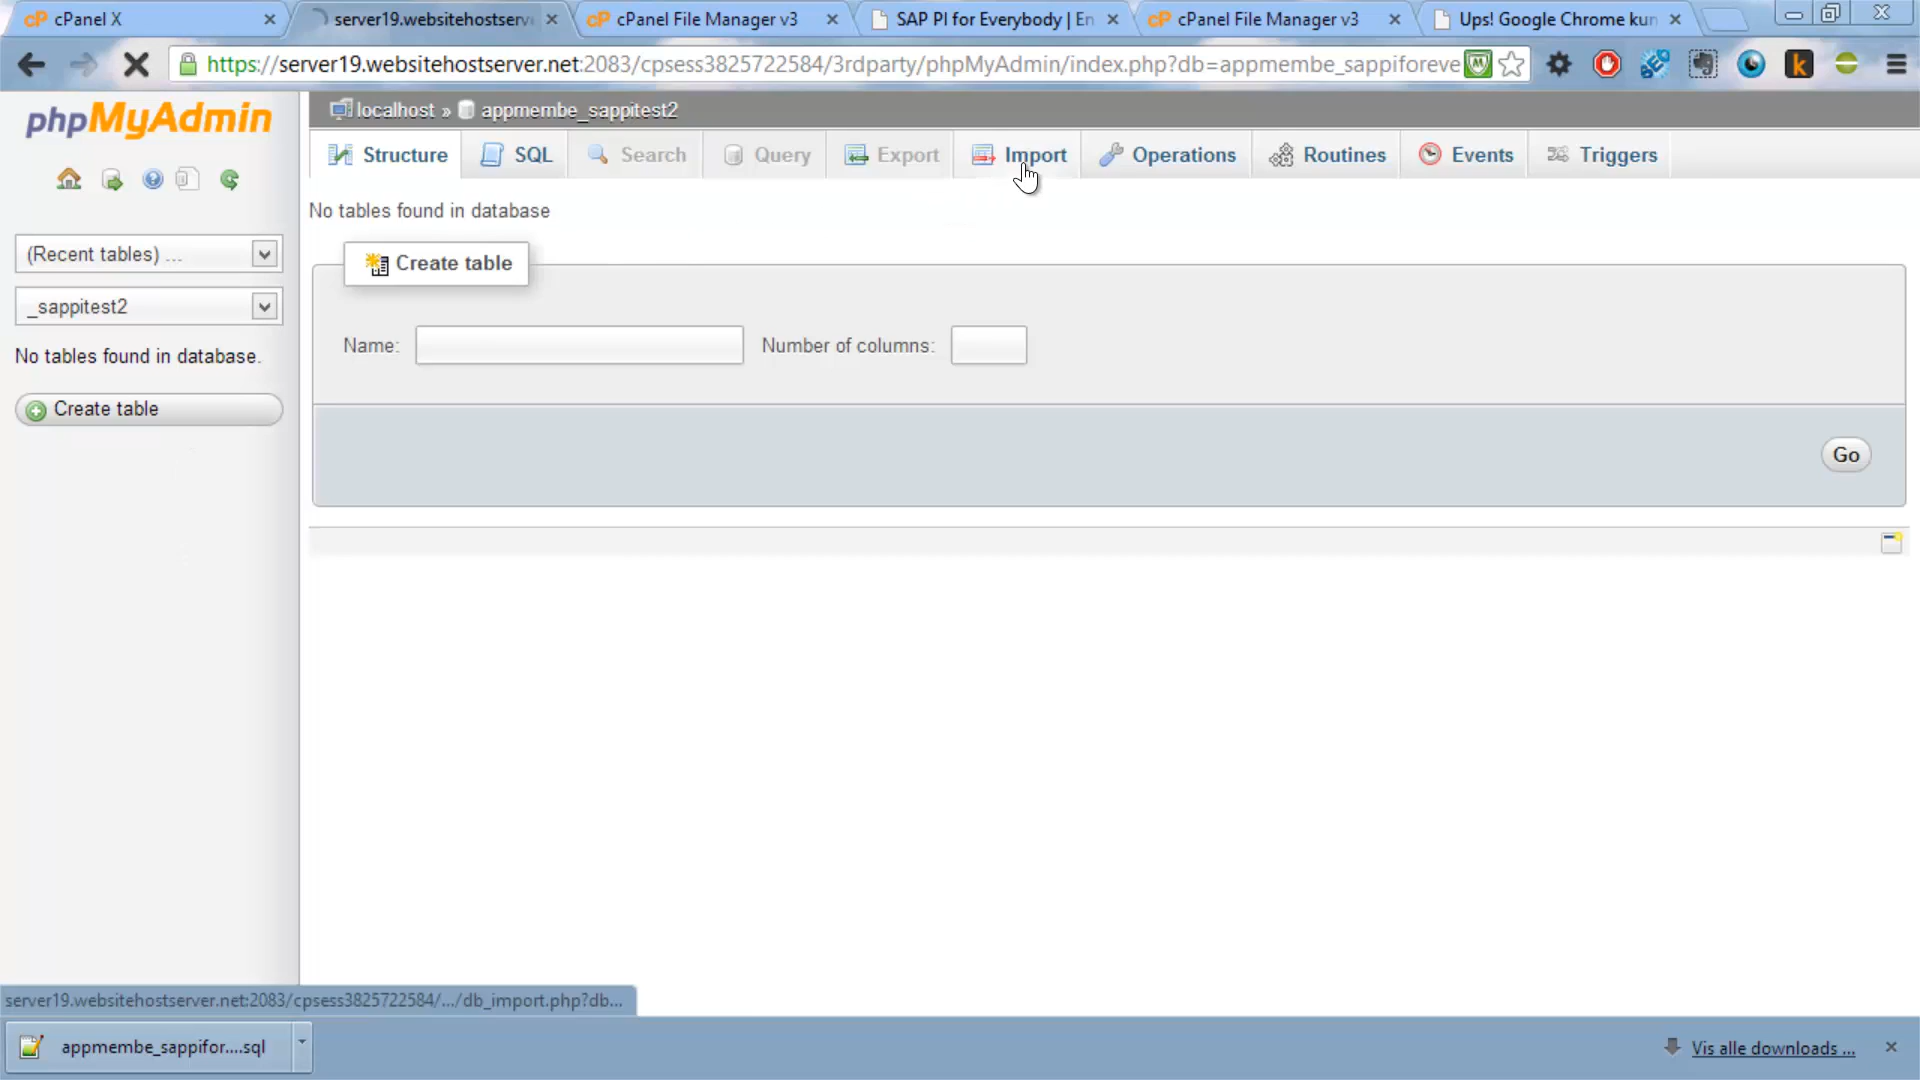 cPanel X
server19.websitehostserv
cPanel File Manager v3
SAP PI for Everybody | En
cPanel File Manager v3
Ups! Google Chrome kun
https://server19.websitehostserver.net:2083/cpsess3825722584/3rdparty/phpMyAdmin/index.php?db=appmembe_sappiforeve
phpMyAdmin
localhost » appmembe_sappitest2
Structure
SQL
Search
Query
Export
Import
Operations
Routines
Events
Triggers
(Recent tables) ...
_sappitest2
No tables found in database.
Create table
No tables found in database
Create table
Name:
Number of columns:
Go
server19.websitehostserver.net:2083/cpsess3825722584/.../db_import.php?db...
appmembe_sappifor....sql
Vis alle downloads ...